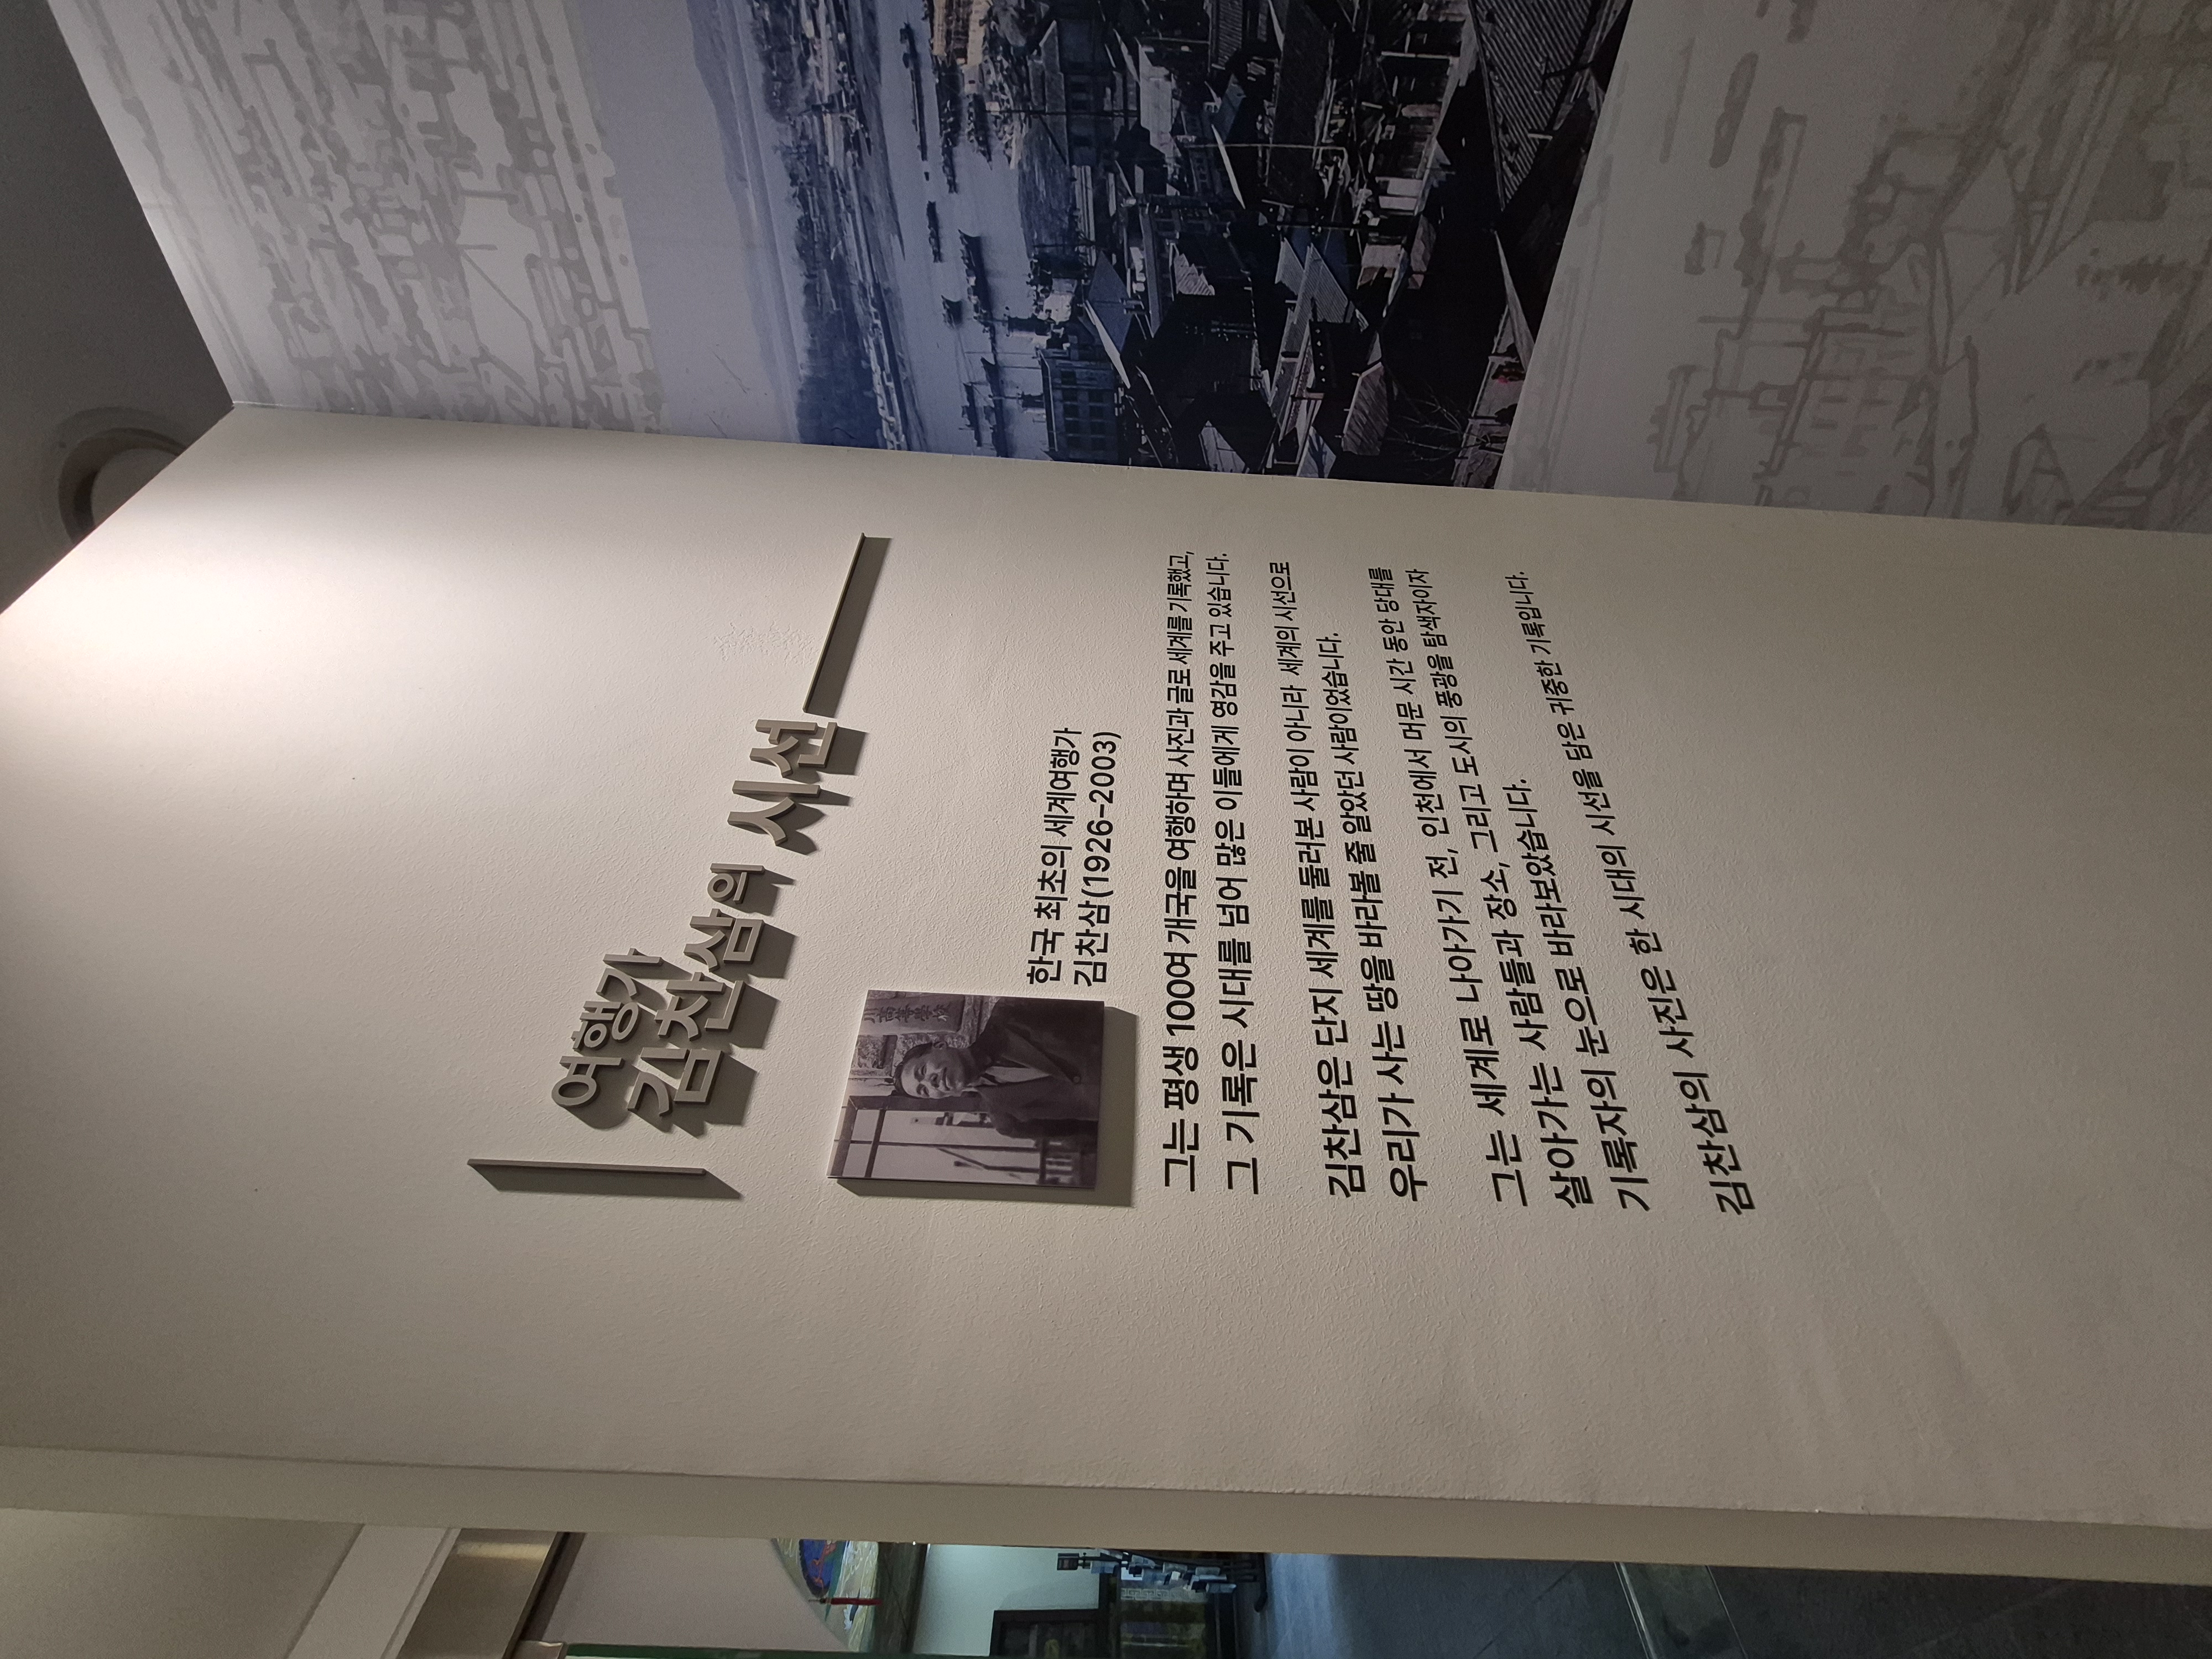 여행가
김찬삼의 시선
한국 최초의 세계여행가
김찬삼(1926-2003)
그는 평생 100여 개국을 여행하며 사진과 글로 세계를 기록했고,
그 기록은 시대를 넘어 많은 이들에게 영감을 주고 있습니다.
김찬삼은 단지 세계를 둘러본 사람이 아니라 세계의 시선으로
우리가 사는 땅을 바라볼 줄 알았던 사람이었습니다.
그는 세계로 나아가기 전, 인천에서 머문 시간 동안 당대를
살아가는 사람들과 장소, 그리고 도시의 풍광을 탐색자이자
기록자의 눈으로 바라보았습니다.
김찬삼의 사진은 한 시대의 시선을 담은 귀중한 기록입니다.